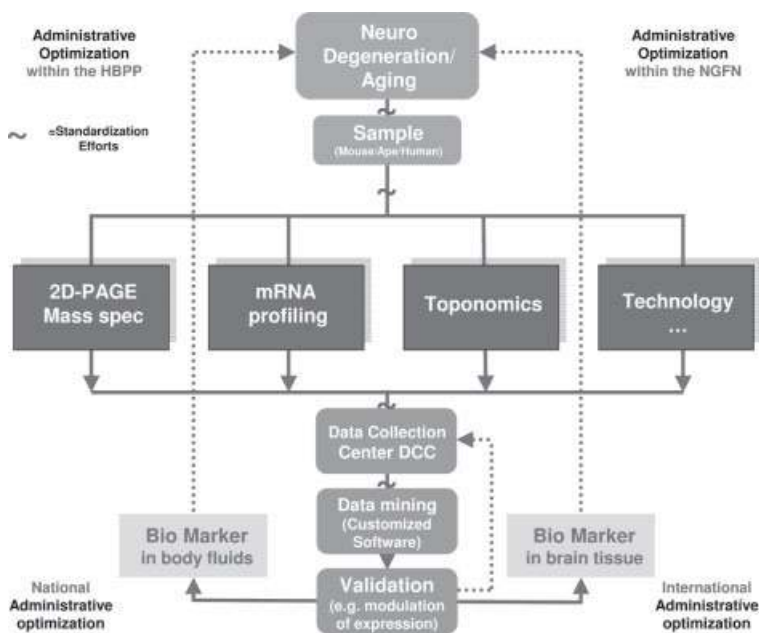 Administrative
Optimization
within the HBPP
Neuro
Degeneration/
Aging
Administrative
Optimization
within the NGFN
~ =Standardization
Efforts
~
Sample
(Mouse/Ape/Human)
~
2D-PAGE
Mass spec
mRNA
profiling
Toponomics
Technology
...
~
Data Collection
Center DCC
~
Data mining
(Customized
Software)
Bio Marker
in body fluids
Bio Marker
in brain tissue
Validation
(e.g. modulation
of expression)
National
Administrative
optimization
International
Administrative
optimization